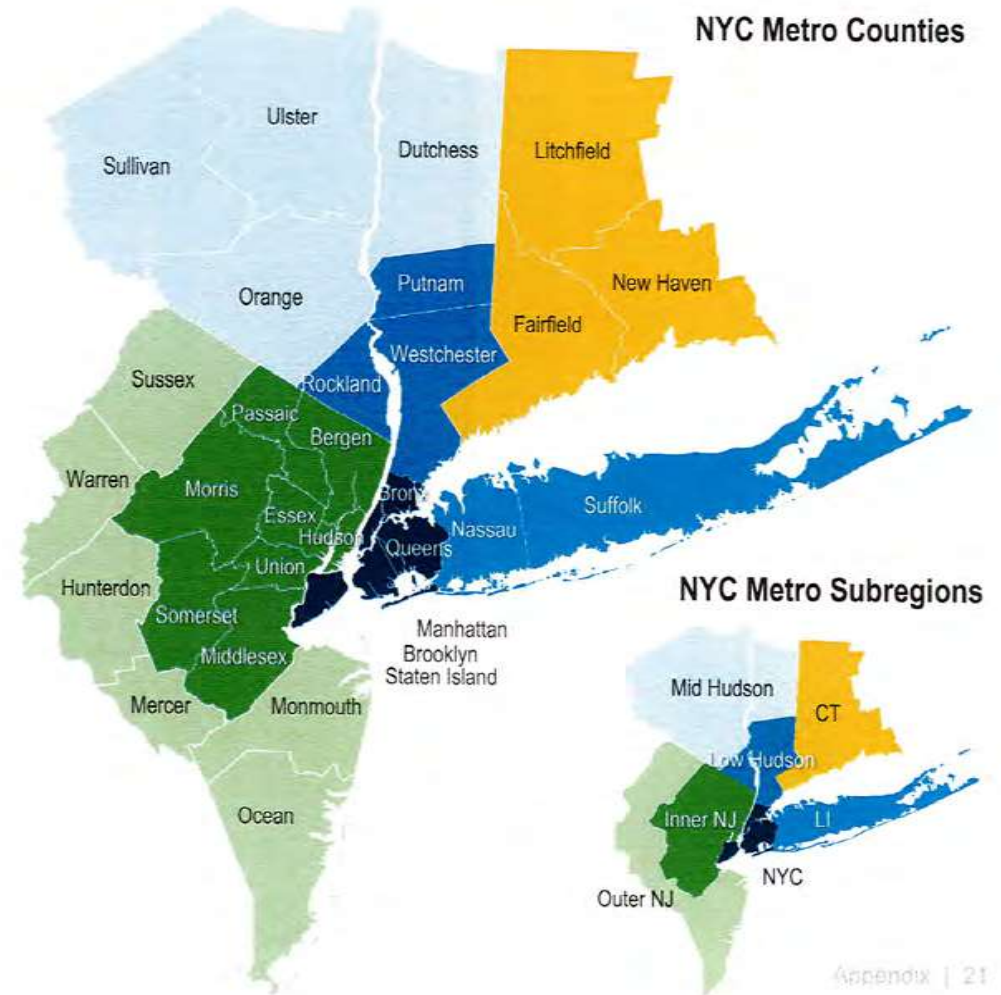 NYC Metro Counties
Ulster
Dutchess
Litchfield
Sullivan
Putnam
New Haven
Orange
Fairfield
Westchester
Sussex
Rockland
Passaic
Bergen
Warren
Morris
Bronx
Suffolk
Essex
Hudson
Nassau
Queens
Union
Hunterdon
Somerset
NYC Metro Subregions
Manhattan
Brooklyn
Staten Island
Middlesex
Mercer
Monmouth
Mid Hudson
CT
Low Hudson
Ocean
Inner NJ
LI
NYC
Outer NJ
Appendix | 21